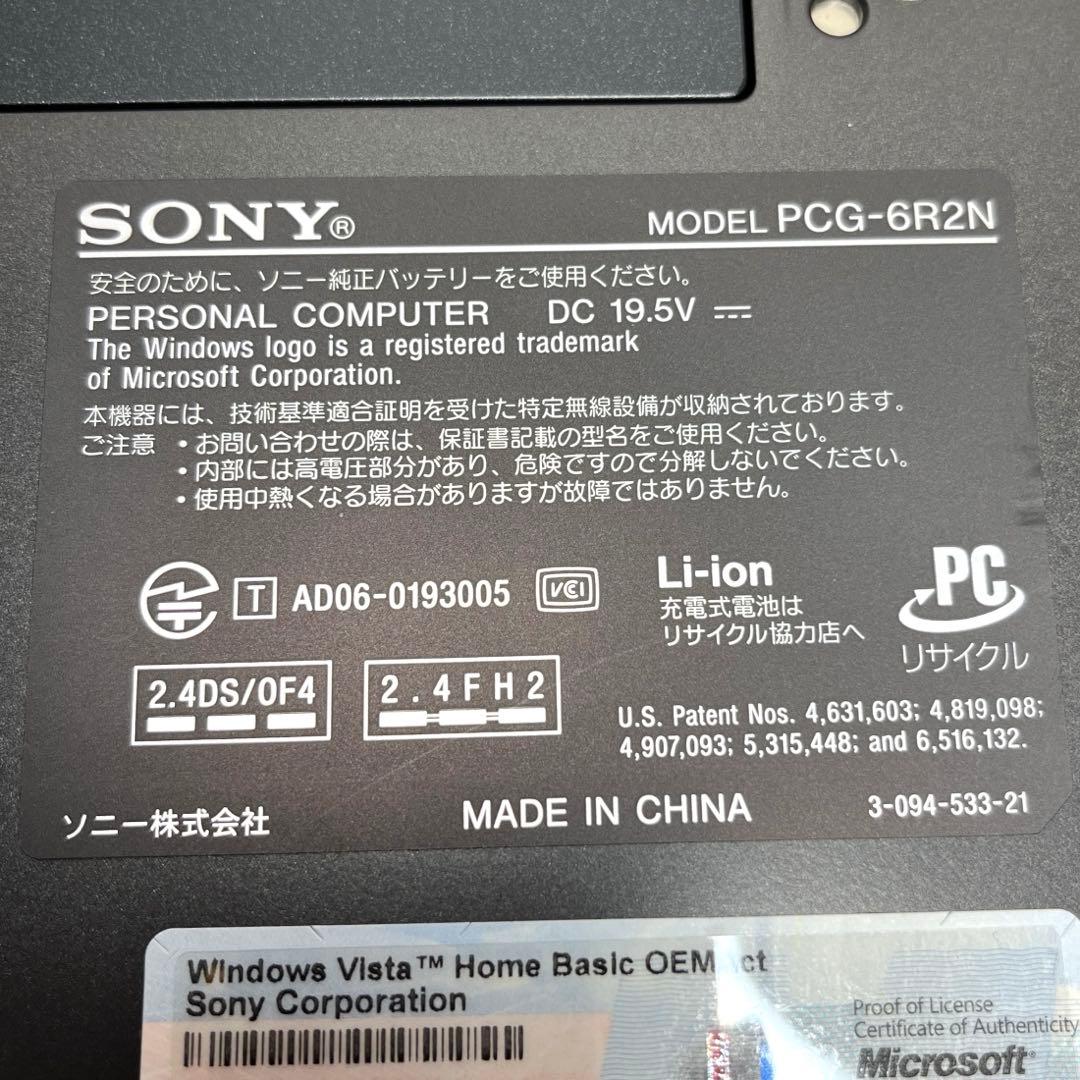 SONY®
MODEL PCG-6R2N
安全のために、ソニー純正バッテリーをご使用ください。
PERSONAL COMPUTER DC 19.5V
The Windows logo is a registered trademark
of Microsoft Corporation.
本機器には、技術基準適合証明を受けた特定無線設備が収納されております。
ご注意 ・お問い合わせの際は、保証書記載の型名をご使用ください。
・内部には高電圧部分があり、危険ですので分解しないでください。
・使用中熱くなる場合がありますが故障ではありません。
T AD06-0193005 VCI
Li-ion
充電式電池は
リサイクル協力店へ
PC
リサイクル
2.4DS/OF4
2.4FH2
U.S. Patent Nos. 4,631,603; 4,819,098;
4,907,093; 5,315,448; and 6,516,132.
ソニー株式会社
MADE IN CHINA
3-094-533-21
Windows Vista™ Home Basic OEM
Sony Corporation
Proof of License
Certificate of Authenticity
Microsoft®